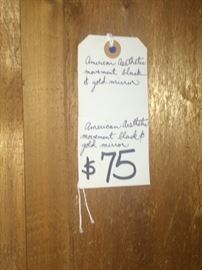 American Aesthetic
movement black
& gold mirror
American Aesthetic
movement black &
gold mirror
$75